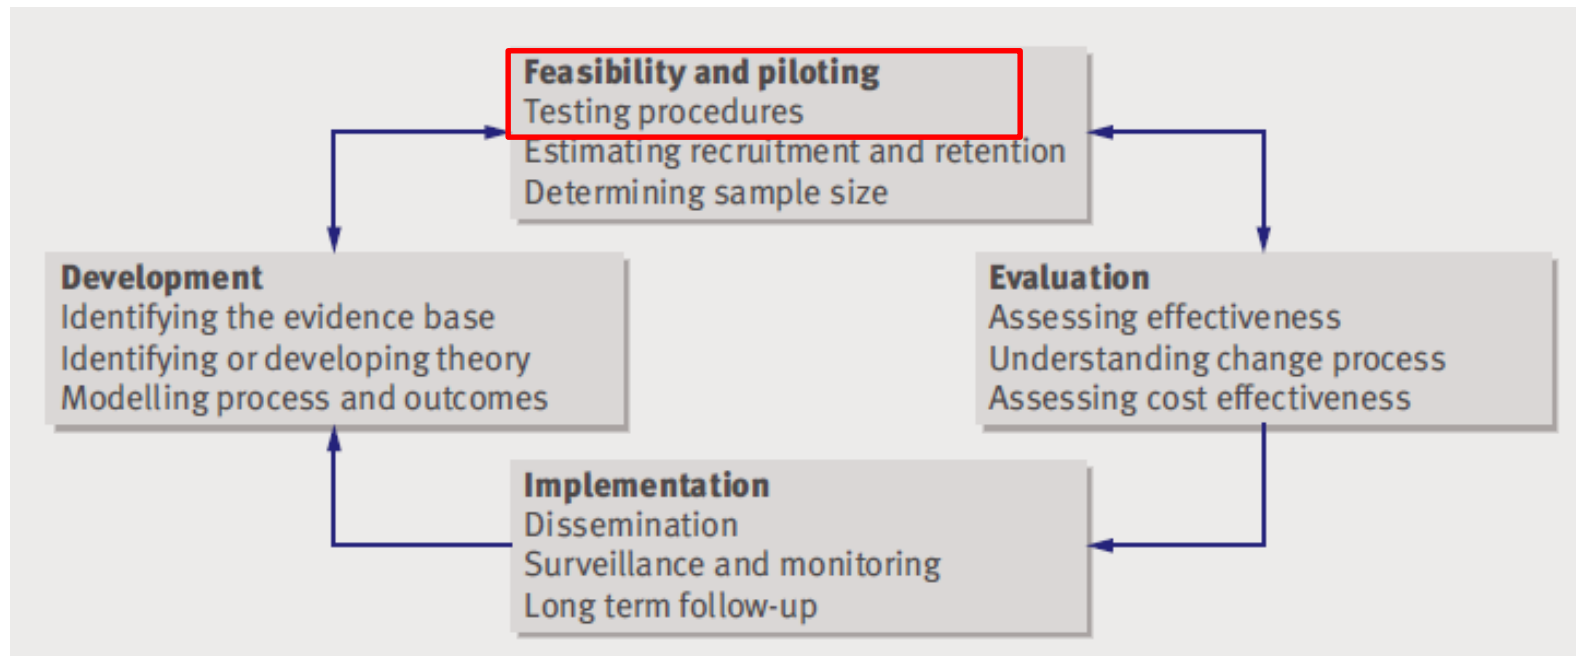 Feasibility and piloting
Testing procedures
Estimating recruitment and retention
Determining sample size
Development
Identifying the evidence base
Identifying or developing theory
Modelling process and outcomes
Evaluation
Assessing effectiveness
Understanding change process
Assessing cost effectiveness
Implementation
Dissemination
Surveillance and monitoring
Long term follow-up